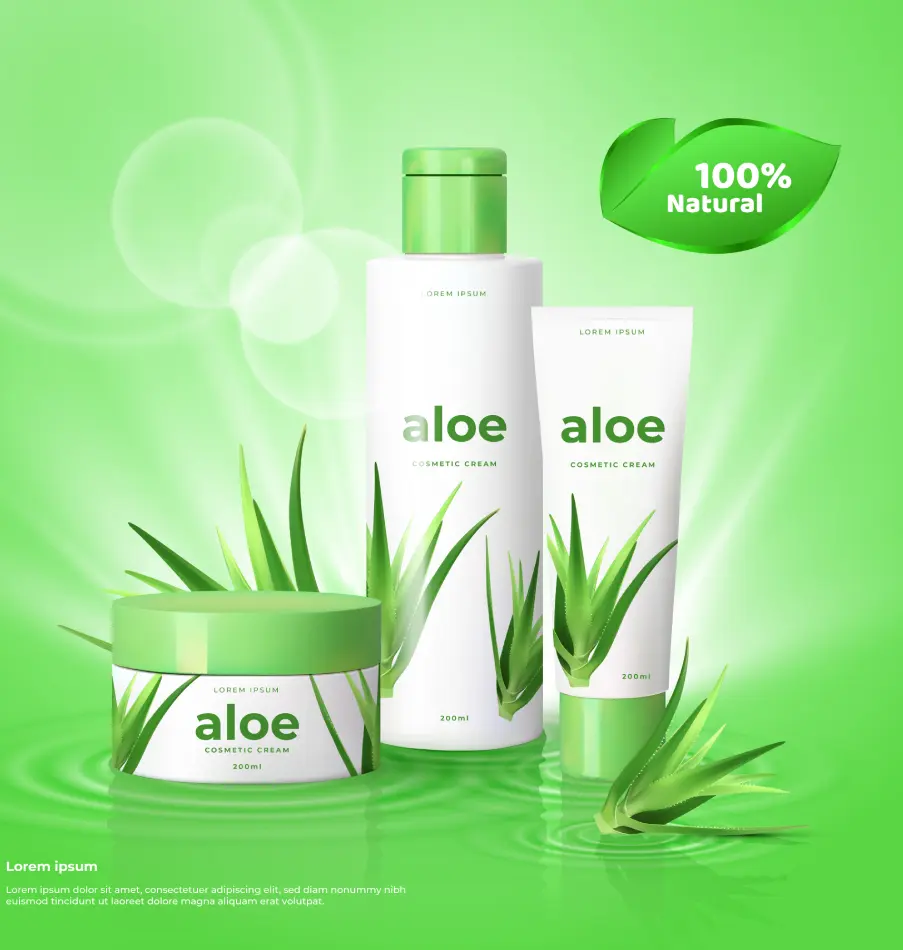 100%
Natural
LOREM IPSUM
aloe
COSMETIC CREAM
200ml
LOREM IPSUM
aloe
COSMETIC CREAM
200ml
LOREM IPSUM
aloe
COSMETIC CREAM
200ml
Lorem ipsum
Lorem ipsum dolor sit amet, consectetuer adipiscing elit, sed diam nonummy nibh
euismod tincidunt ut laoreet dolore magna aliquam erat volutpat.